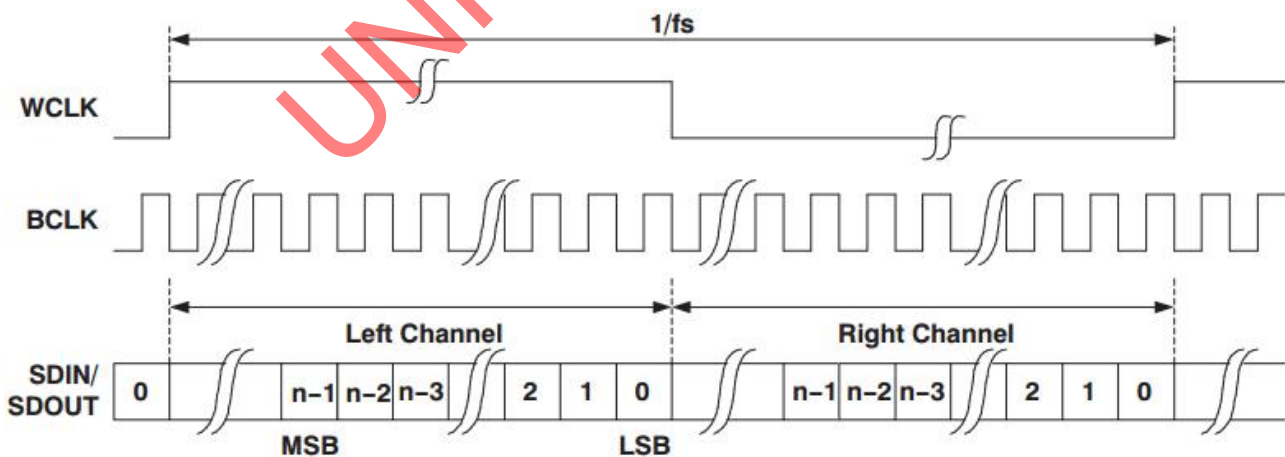 1/fs
WCLK
BCLK
Left Channel
Right Channel
SDIN/
SDOUT
0 n–1 n–2 n–3 2 1 0 n–1 n–2 n–3 2 1 0
MSB LSB